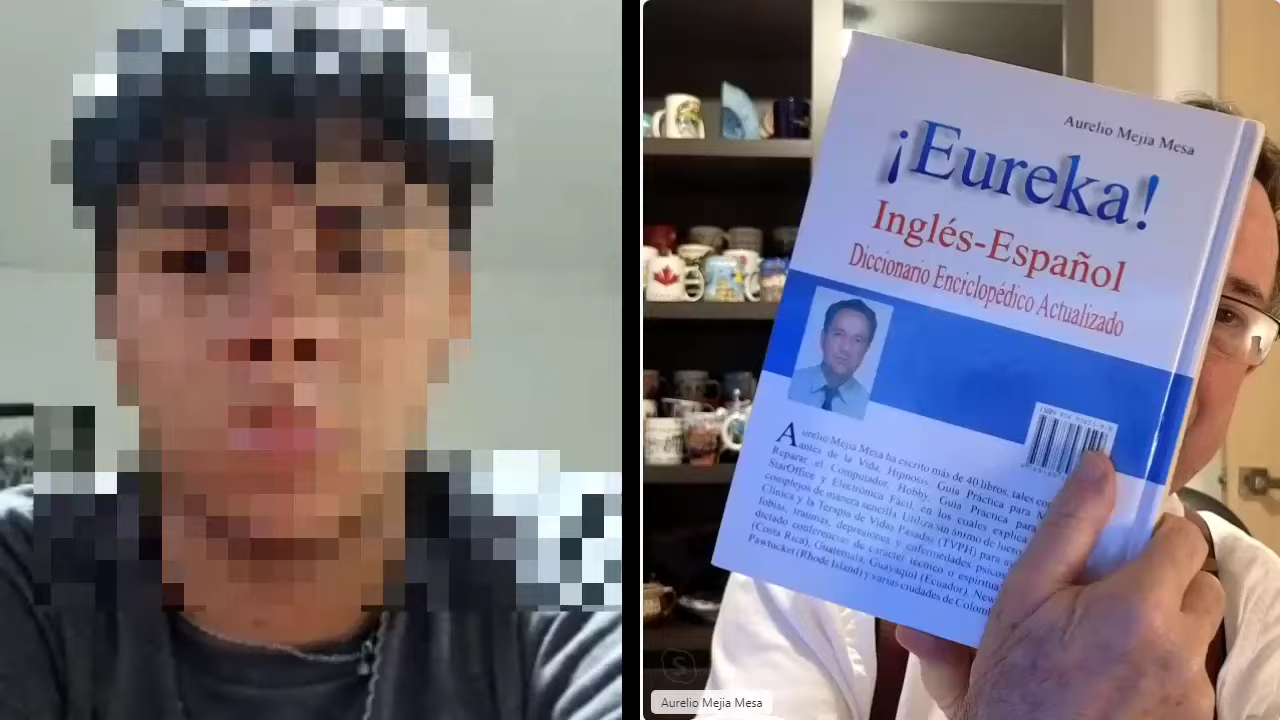 Aurelio Mejía Mesa
¡Eureka!
Inglés-Español
Diccionario Enciclopédico Actualizado
Aurelio Mejía Mesa ha escrito más de 40 libros, tales
antes de la Vida, Hipnosis, Guía Práctica para
Reparar el Computador, Hobby, Guía Práctica para
StarOffice y Electrónica Fácil, en los cuales explica
complejos de manera sencilla. Utiliza sin ánimo de lucro
Clínica y la Terapia de Vidas Pasadas (TVPH) para
fobias, traumas, depresiones y enfermedades
dictado conferencias de carácter técnico o
(Costa Rica), Guatemala, Guayaquil (Ecuador), New
Pawtucket (Rhode Island) y varias ciudades de
Aurelio Mejia Mesa